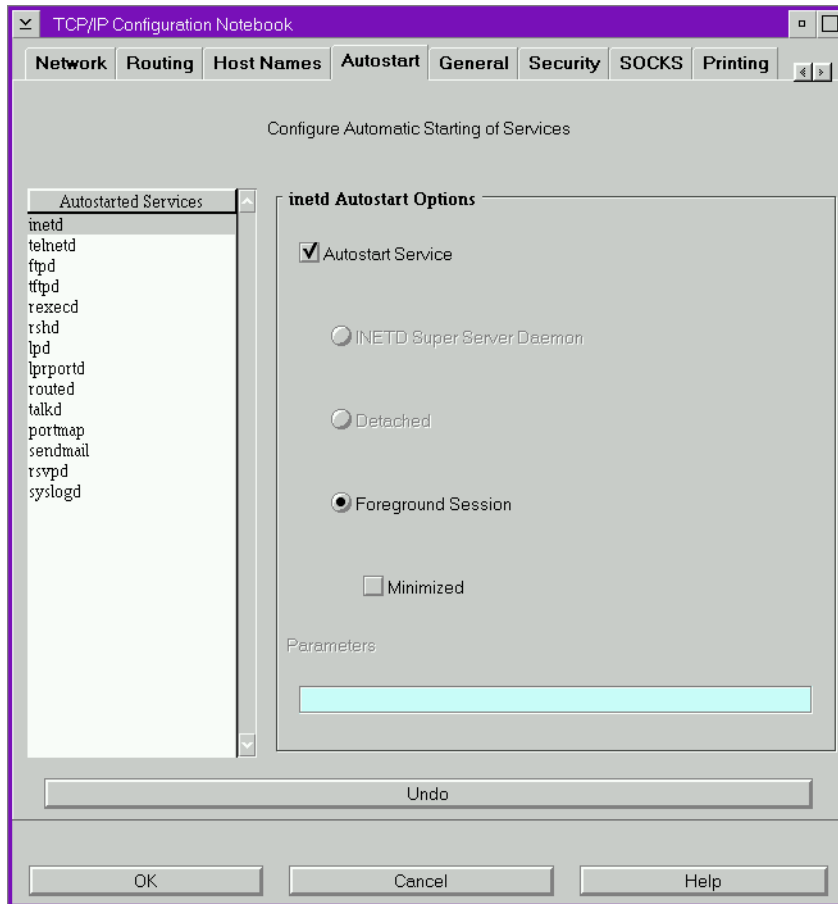 TCP/IP Configuration Notebook
Network Routing Host Names Autostart General Security SOCKS Printing
Configure Automatic Starting of Services
Autostarted Services
inetd
telnetd
ftpd
tftpd
rexecd
rshd
lpd
lprportd
routed
talkd
portmap
sendmail
rsvpd
syslogd
inetd Autostart Options
Autostart Service
INETD Super Server Daemon
Detached
Foreground Session
Minimized
Parameters
Undo
OK Cancel Help